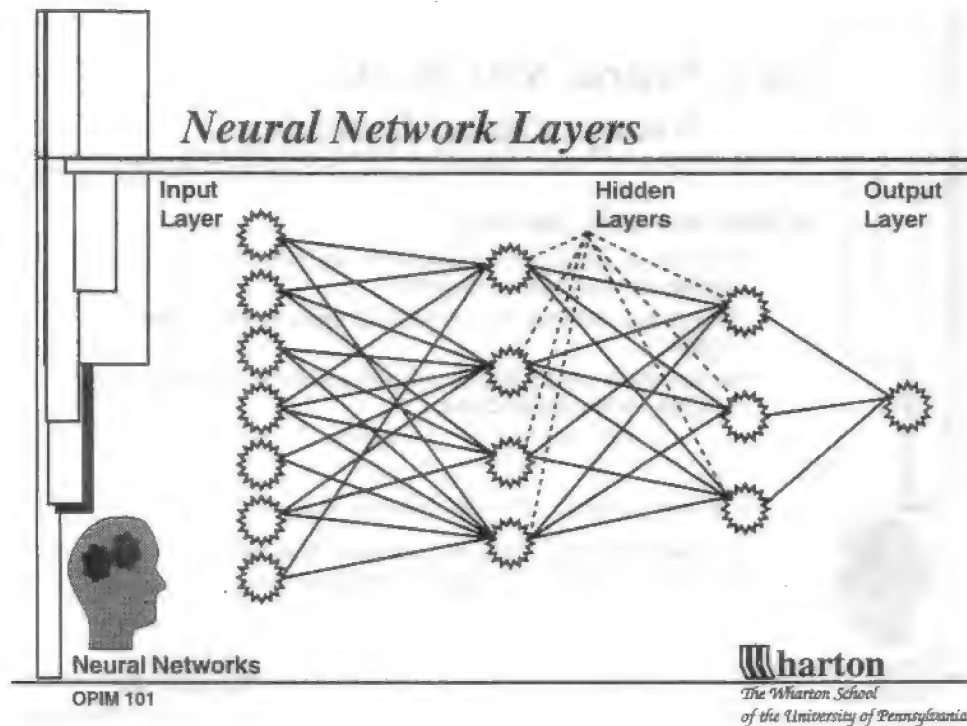 Neural Network Layers
Input
Layer
Hidden
Layers
Output
Layer
Neural Networks
OPIM 101
Wharton
The Wharton School
of the University of Pennsylvania